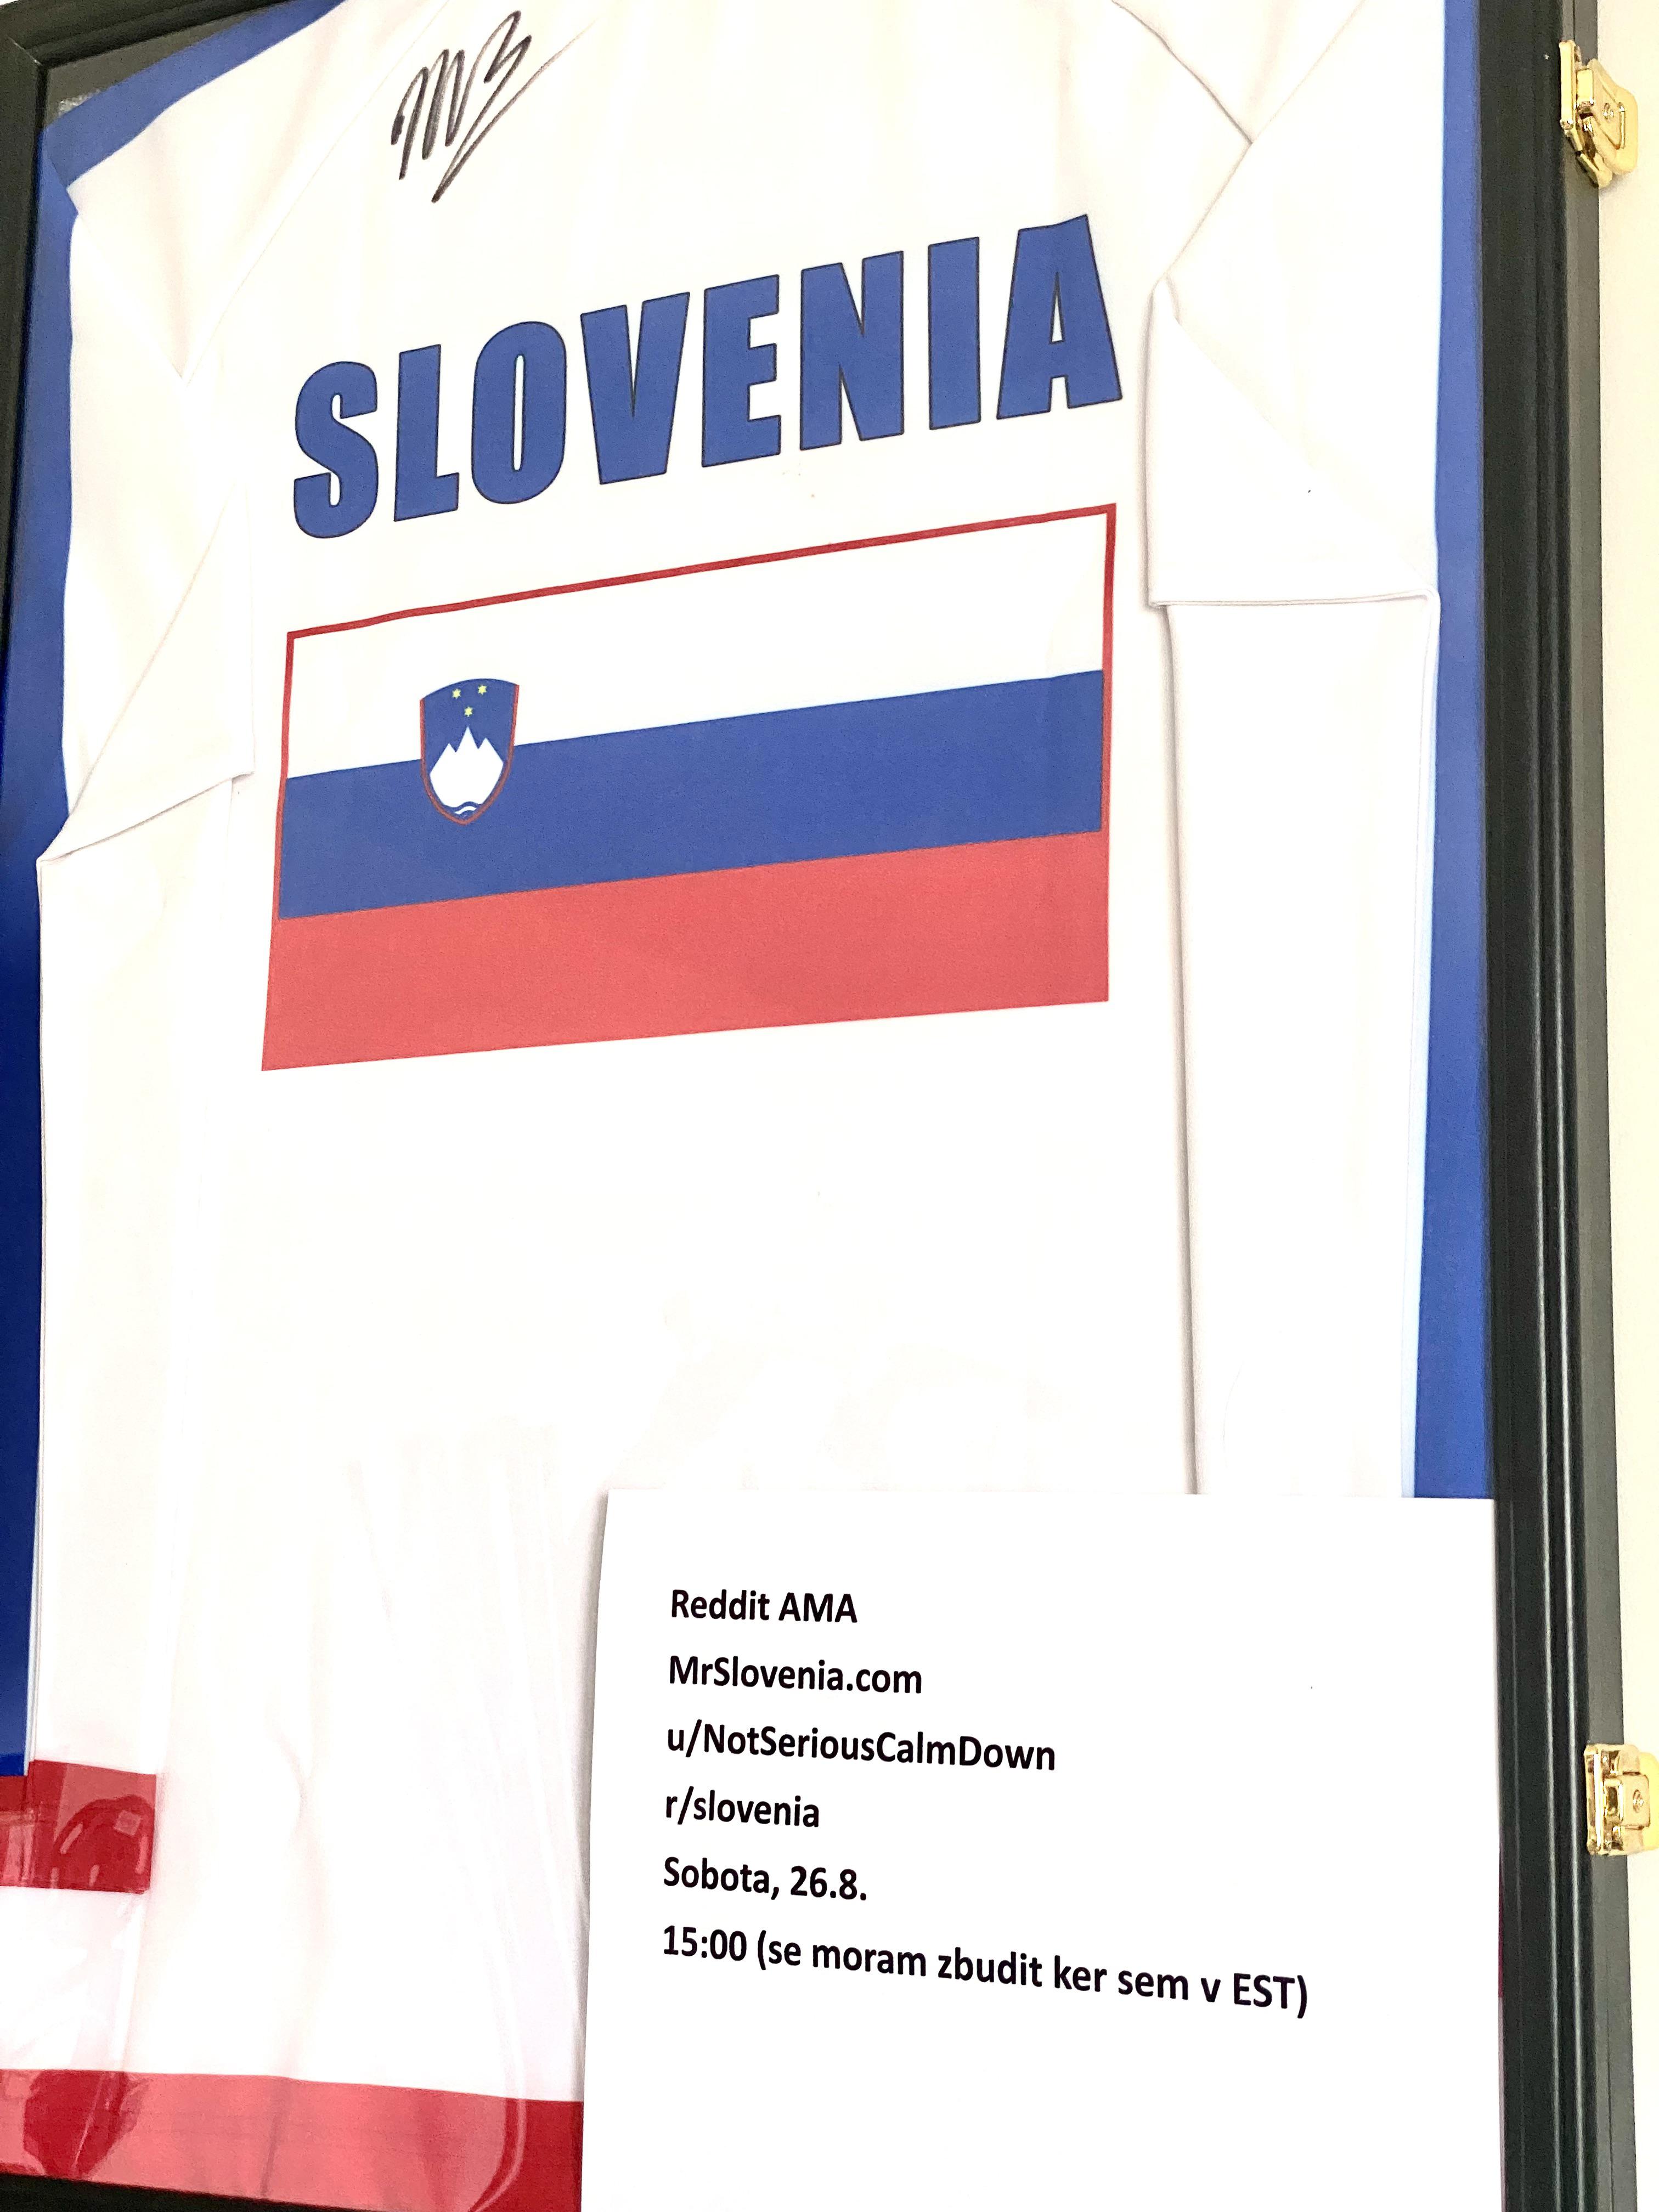 SLOVENIA
Reddit AMA
MrSlovenia.com
u/NotSeriousCalmDown
r/slovenia
Sobota, 26.8.
15:00 (se moram zbudit ker sem v EST)